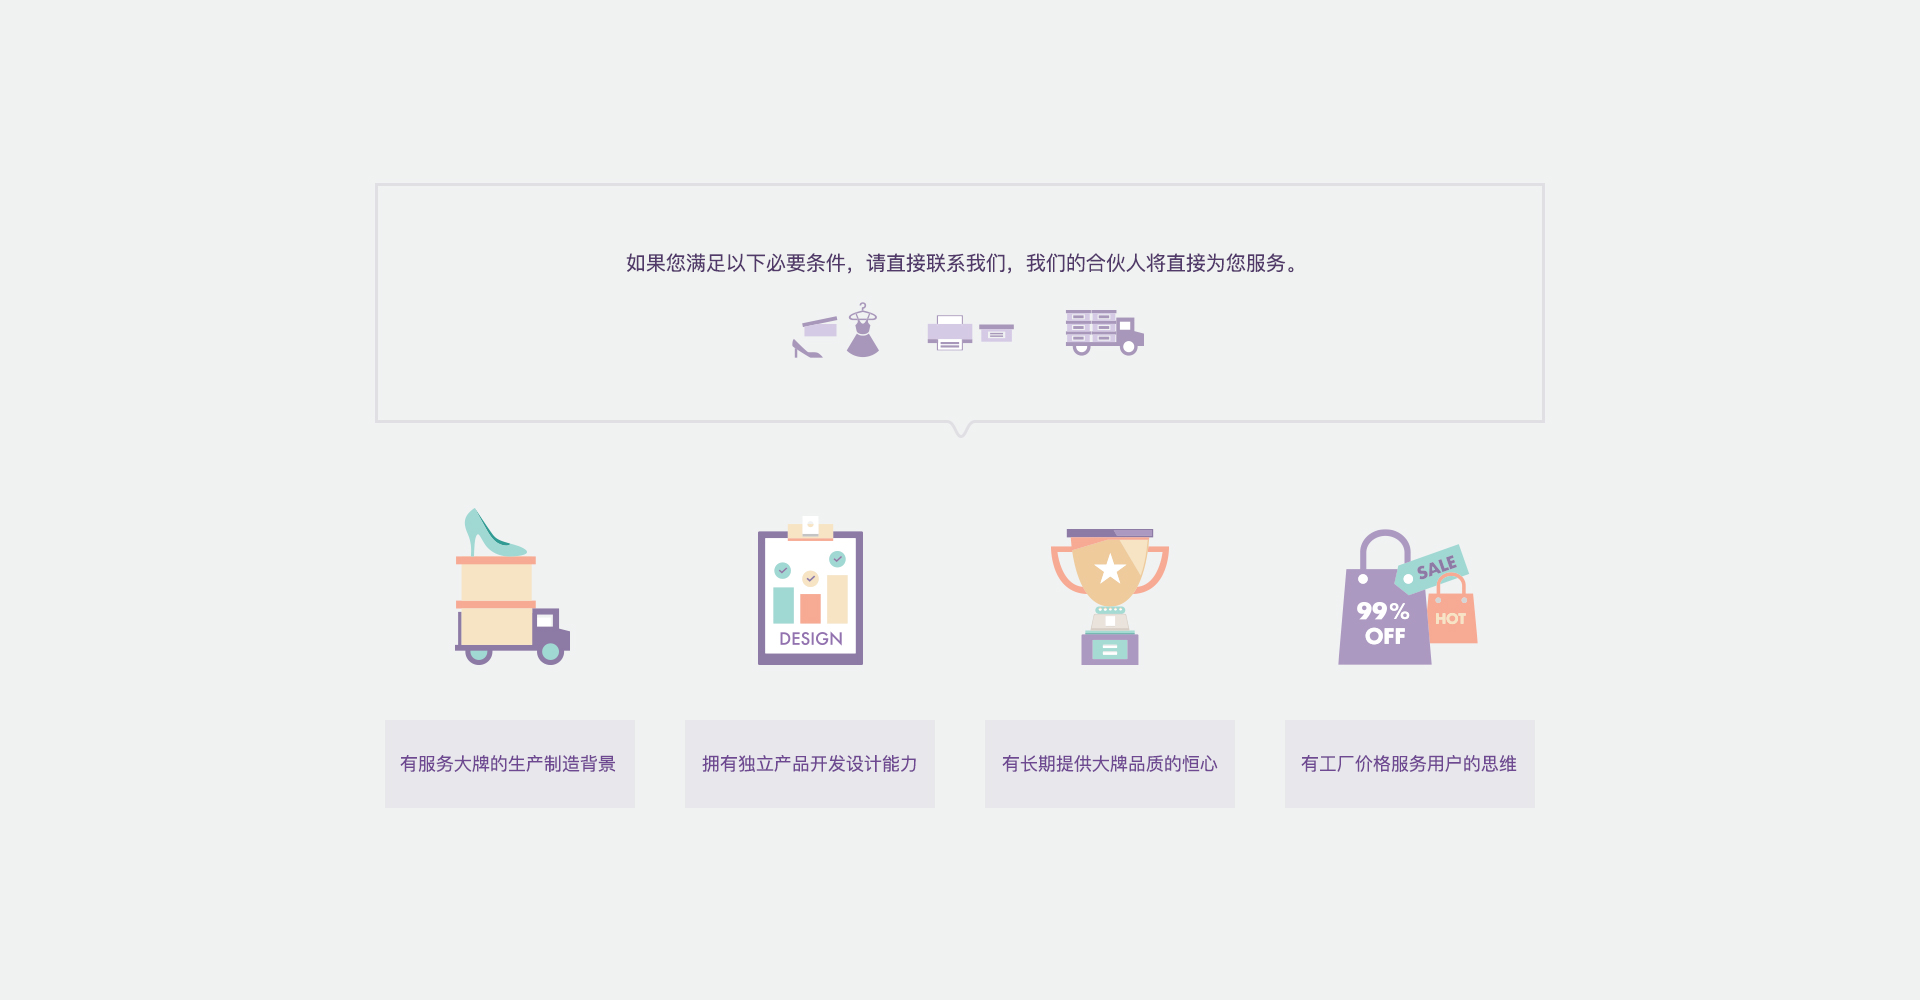 如果您满足以下必要条件，请直接联系我们，我们的合伙人将直接为您服务。
DESIGN
SALE
99%
OFF
HOT
有服务大牌的生产制造背景
拥有独立产品开发设计能力
有长期提供大牌品质的恒心
有工厂价格服务用户的思维